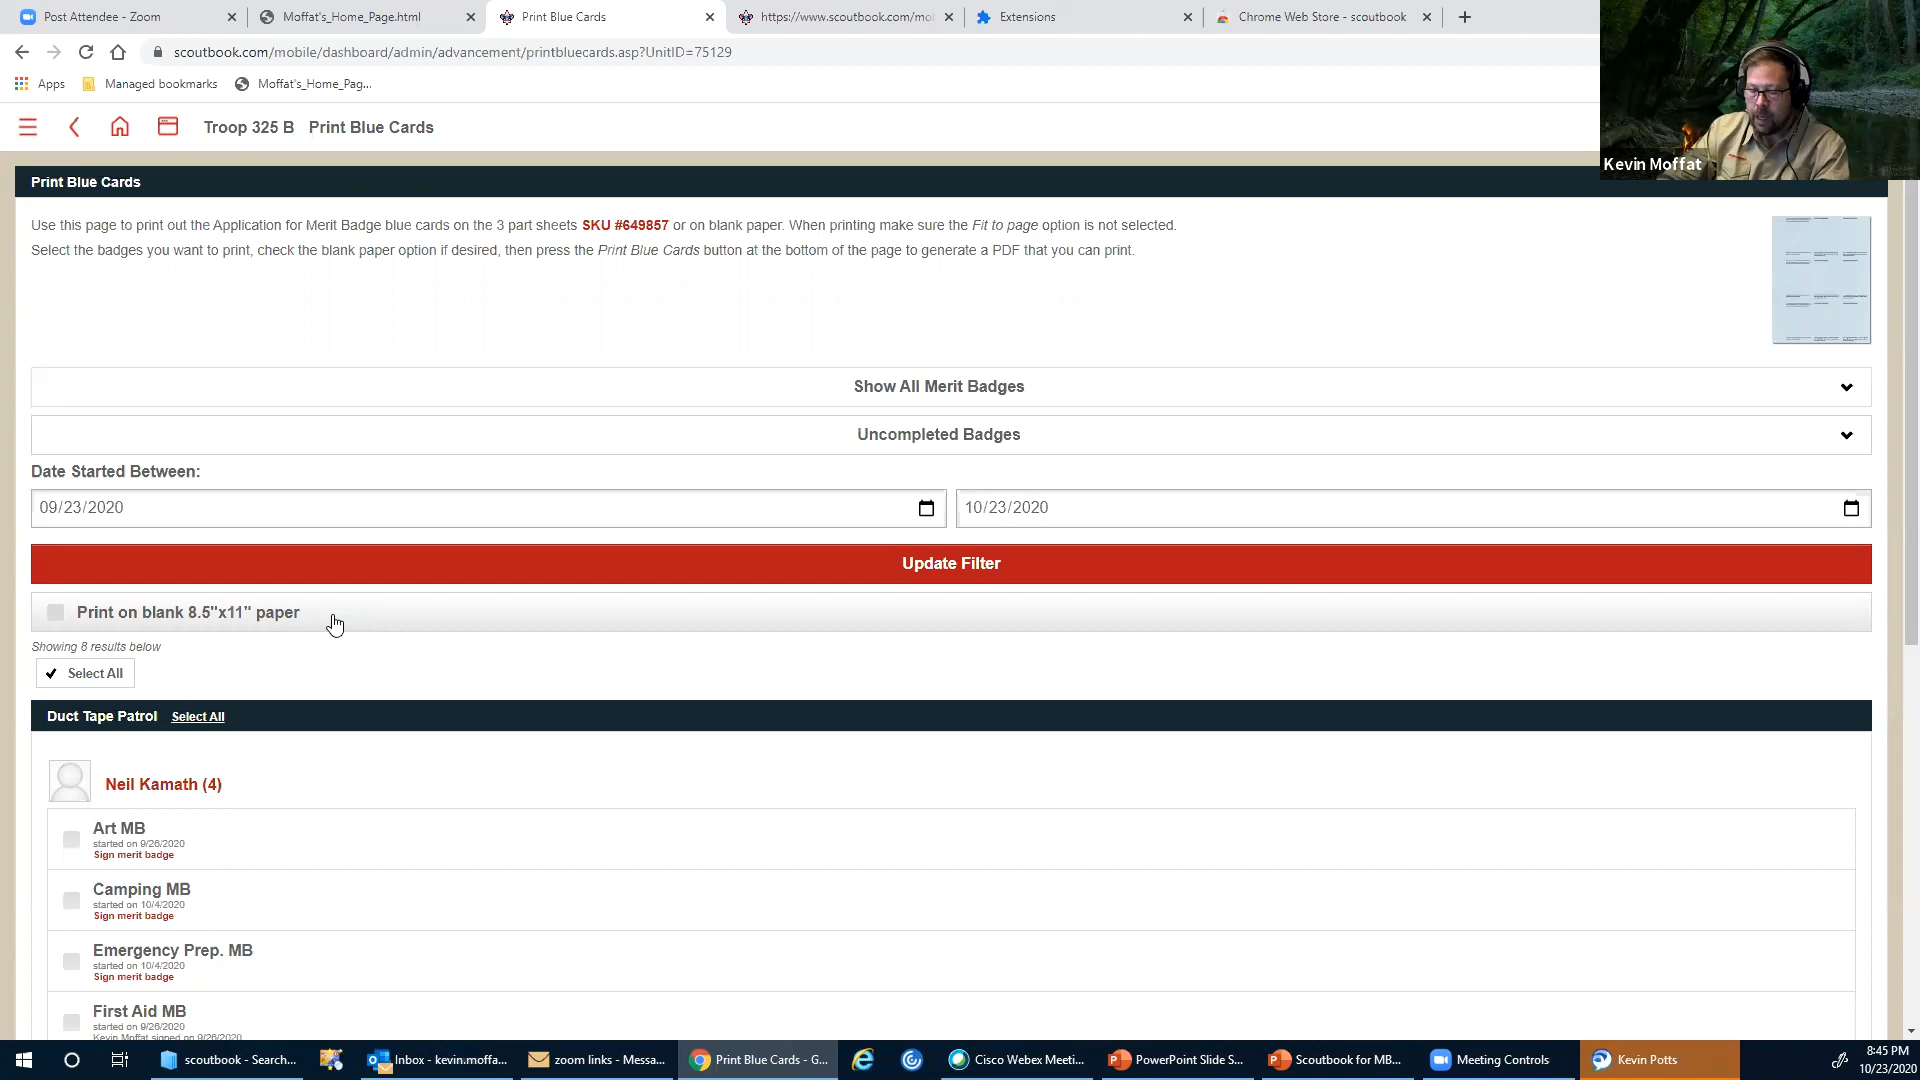 Post Attendee - Zoom
Moffat's_Home_Page.html
Print Blue Cards
https://www.scoutbook.com/mo
Extensions
Chrome Web Store - scoutbook
scoutbook.com/mobile/dashboard/admin/advancement/printbluecards.asp?UnitID=75129
Apps
Managed bookmarks
Moffat's_Home_Pag...
Troop 325 B Print Blue Cards
Kevin Moffat
Print Blue Cards
Use this page to print out the Application for Merit Badge blue cards on the 3 part sheets SKU #649857 or on blank paper. When printing make sure the Fit to page option is not selected.
Select the badges you want to print, check the blank paper option if desired, then press the Print Blue Cards button at the bottom of the page to generate a PDF that you can print.
Show All Merit Badges
Uncompleted Badges
Date Started Between:
09/23/2020
10/23/2020
Update Filter
Print on blank 8.5"x11" paper
Showing 8 results below
Select All
Duct Tape Patrol Select All
Neil Kamath (4)
Art MB
started on 9/26/2020
Sign merit badge
Camping MB
started on 10/4/2020
Sign merit badge
Emergency Prep. MB
started on 10/4/2020
Sign merit badge
First Aid MB
started on 9/26/2020
Kevin Moffat signed on 9/26/2020
scoutbook - Search...
Inbox - kevin.moffa...
zoom links - Messa...
Print Blue Cards - G...
Cisco Webex Meeti...
PowerPoint Slide S...
Scoutbook for MB...
Meeting Controls
Kevin Potts
8:45 PM
10/23/2020